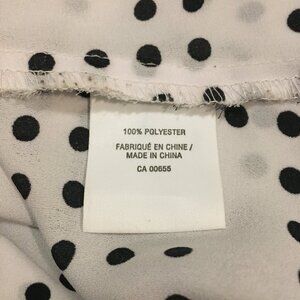 100% POLYESTER
FABRIQUÉ EN CHINE /
MADE IN CHINA
CA 00655